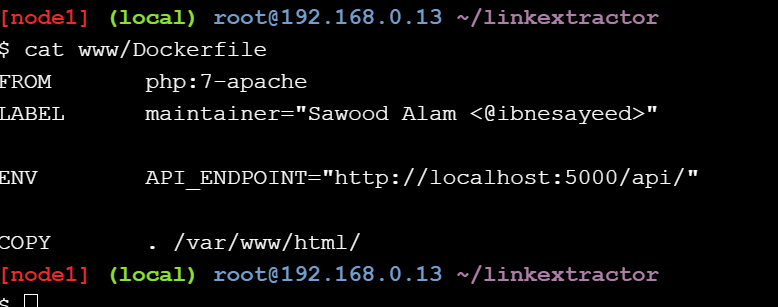 [node1] (local) root@192.168.0.13 ~/linkextractor
$ cat www/Dockerfile
FROM       php:7-apache
LABEL      maintainer="Sawood Alam <@ibnesayeed>"
ENV        API_ENDPOINT="http://localhost:5000/api/"
COPY       . /var/www/html/
[node1] (local) root@192.168.0.13 ~/linkextractor
$